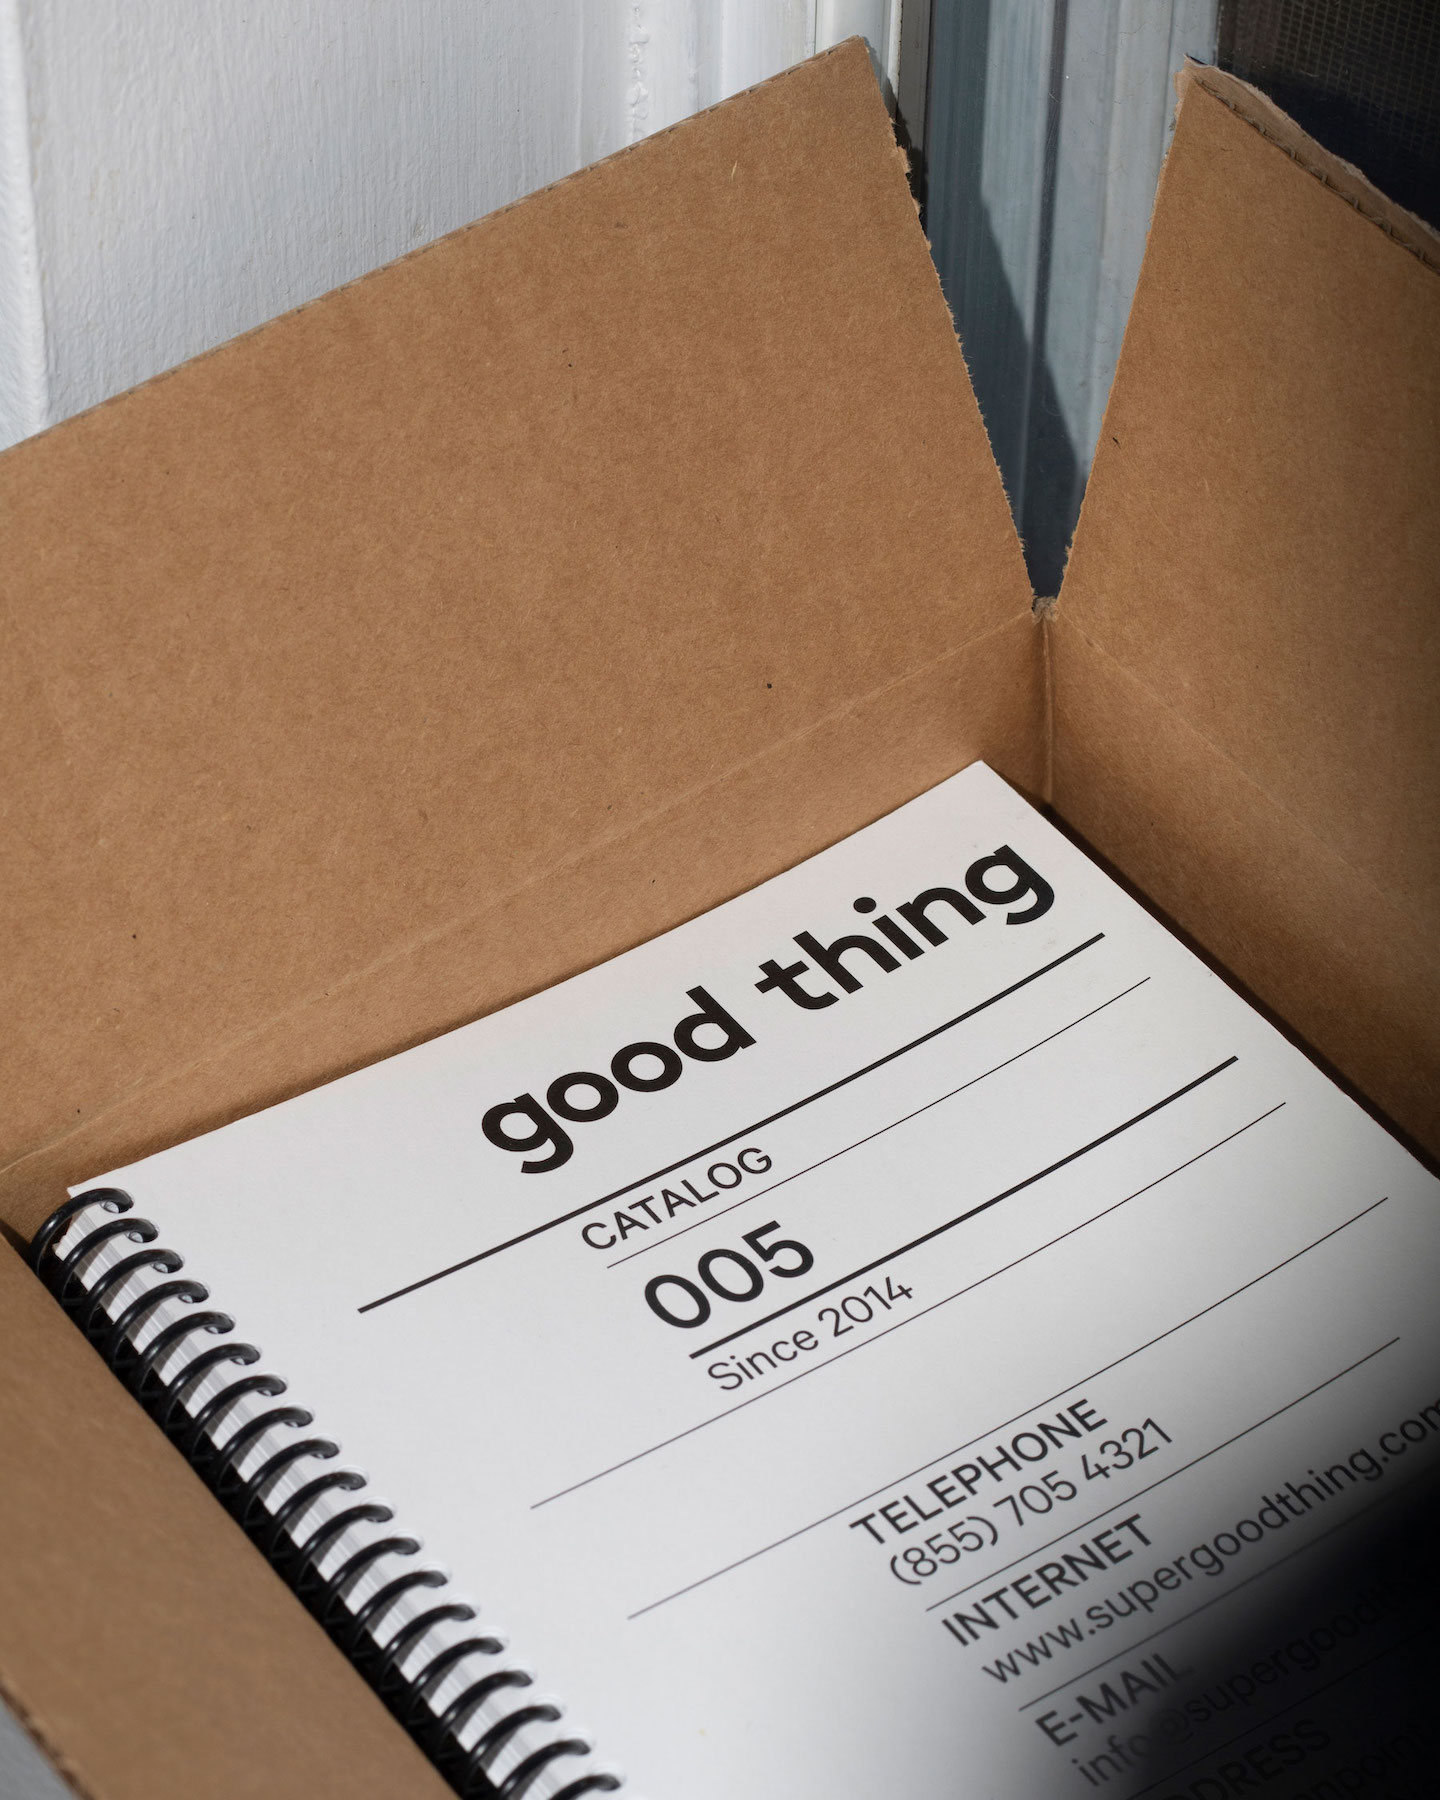 good thing
CATALOG
005
Since 2014
TELEPHONE
(855) 705 4321
INTERNET
www.supergoodthing.com
E-MAIL